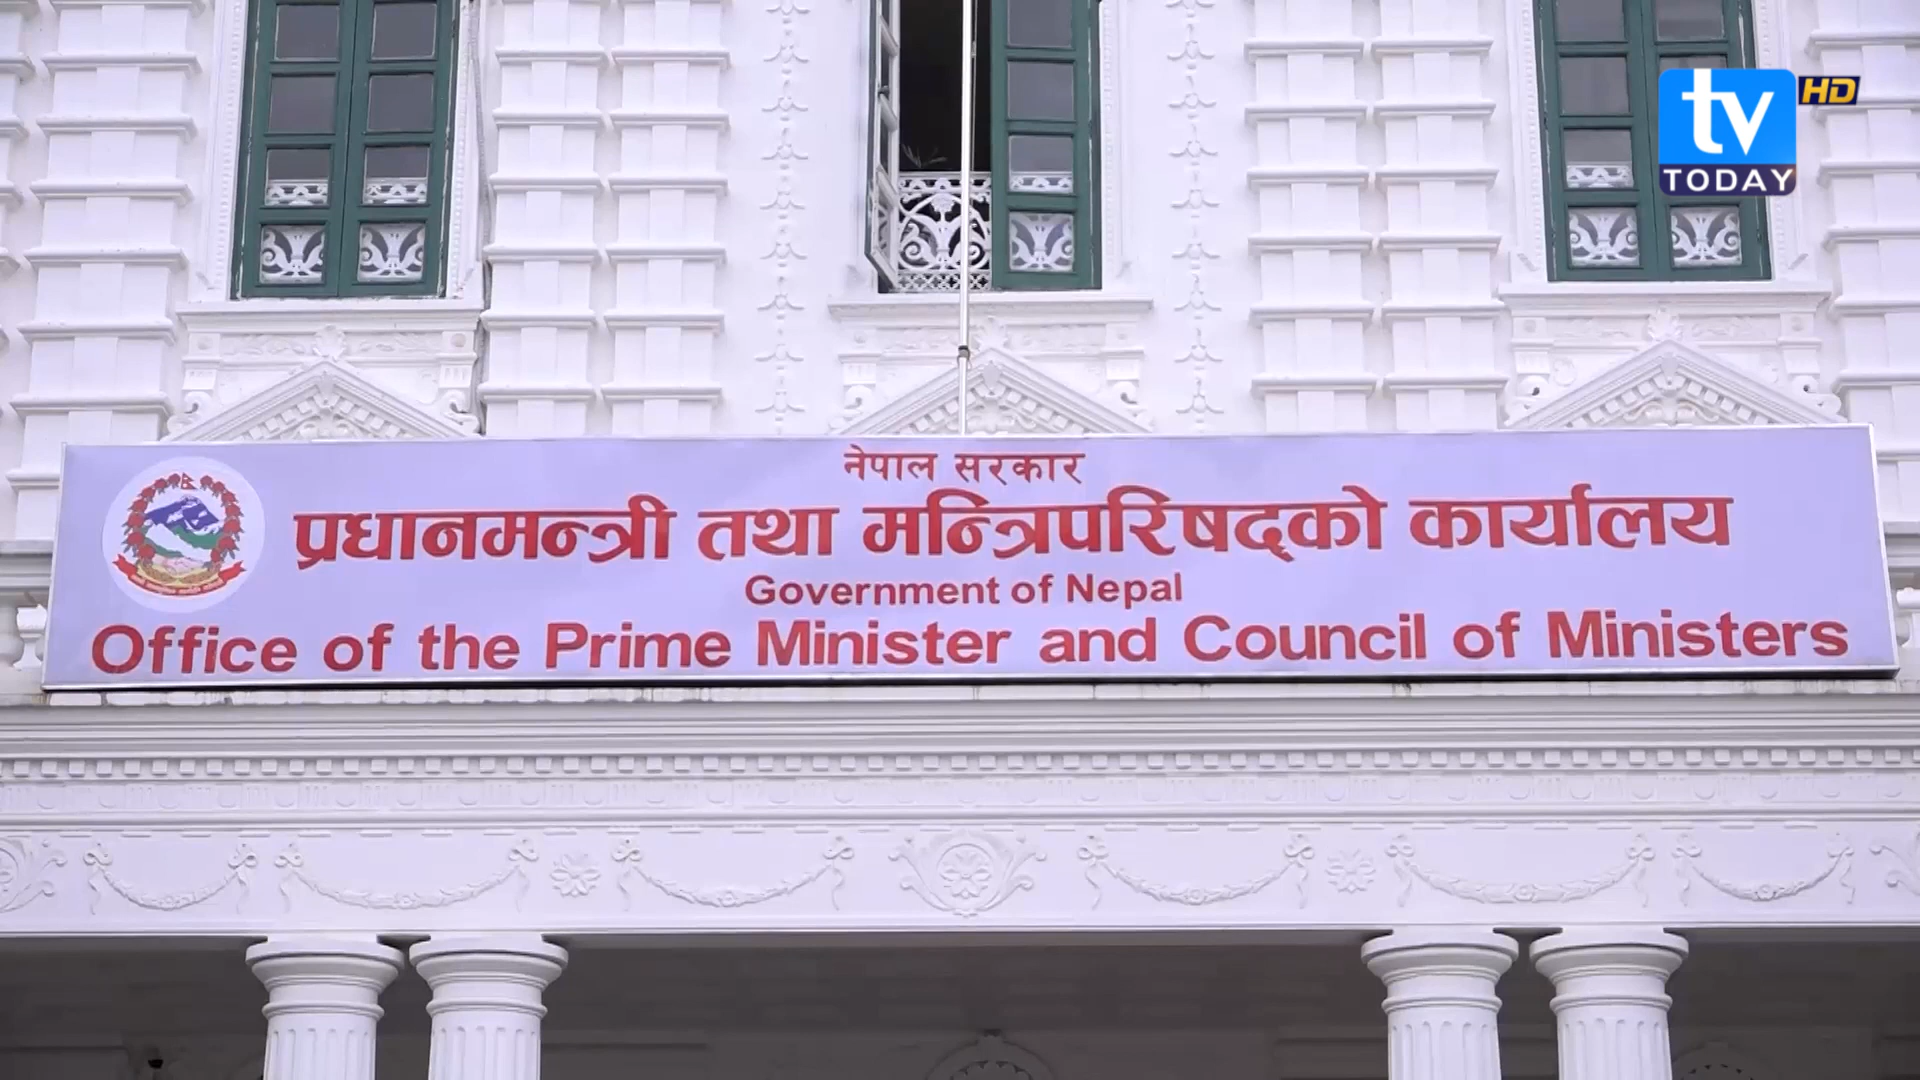 tv HD
TODAY
नेपाल सरकार
प्रधानमन्त्री तथा मन्त्रिपरिषद्को कार्यालय
Government of Nepal
Office of the Prime Minister and Council of Ministers